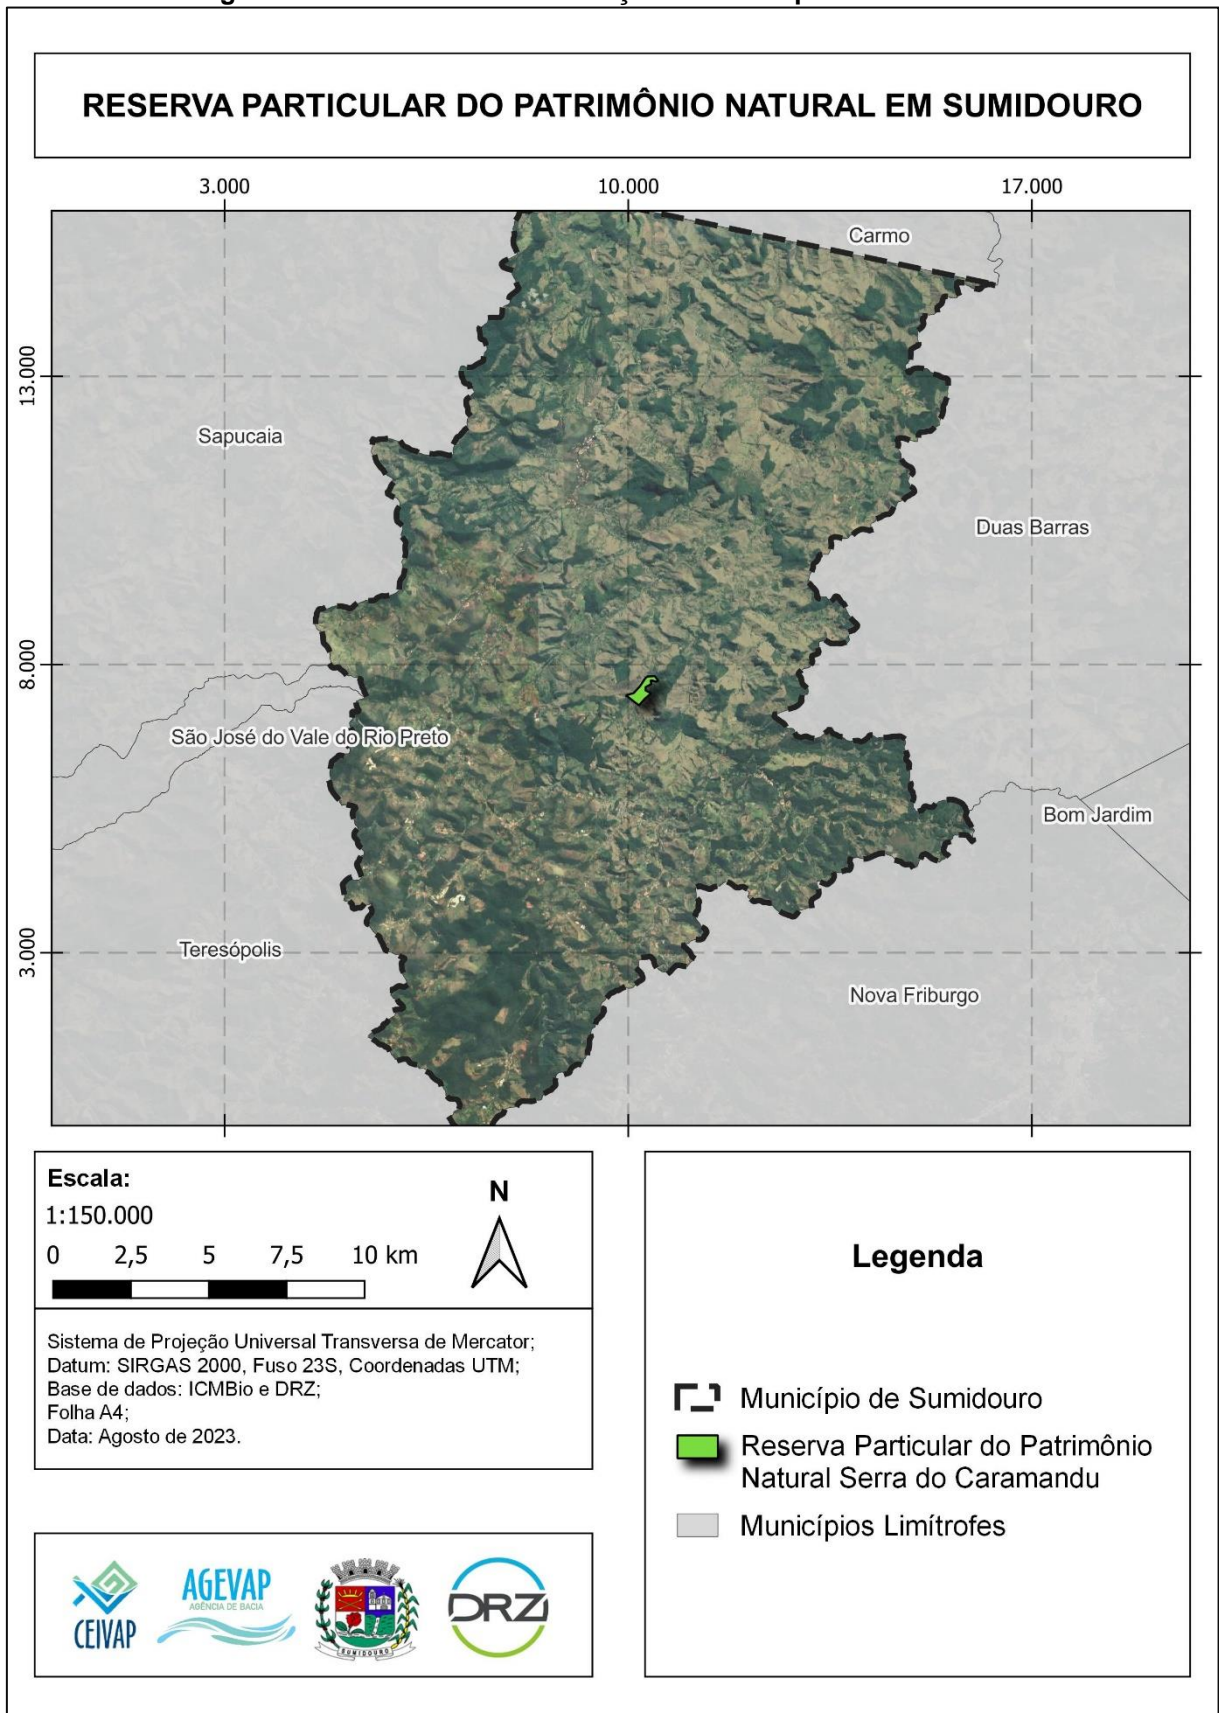 RESERVA PARTICULAR DO PATRIMÔNIO NATURAL EM SUMIDOURO
3.000
10.000
17.000
Carmo
13.000
Sapucaia
Duas Barras
8.000
São José do Vale do Rio Preto
Bom Jardim
3.000
Teresópolis
Nova Friburgo
Escala:
1:150.000
0 2,5 5 7,5 10 km
N
Sistema de Projeção Universal Transversa de Mercator;
Datum: SIRGAS 2000, Fuso 23S, Coordenadas UTM;
Base de dados: ICMBio e DRZ;
Folha A4;
Data: Agosto de 2023.
Legenda
Município de Sumidouro
Reserva Particular do Patrimônio
Natural Serra do Caramandu
Municípios Limítrofes
CEIVAP
AGEVAP
AGÊNCIA DE BACIA
SUMIDOURO
DRZ